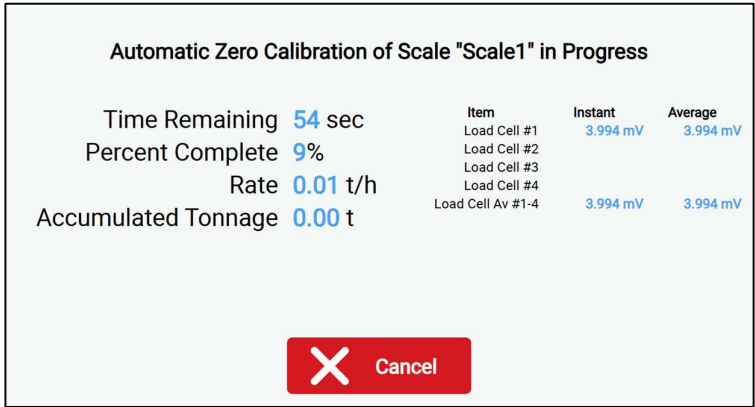 Automatic Zero Calibration of Scale "Scale1" in Progress
Time Remaining 54 sec
Percent Complete 9%
Rate 0.01 t/h
Accumulated Tonnage 0.00 t
Item Instant Average
Load Cell #1 3.994 mV 3.994 mV
Load Cell #2
Load Cell #3
Load Cell #4
Load Cell Av #1-4 3.994 mV 3.994 mV
Cancel